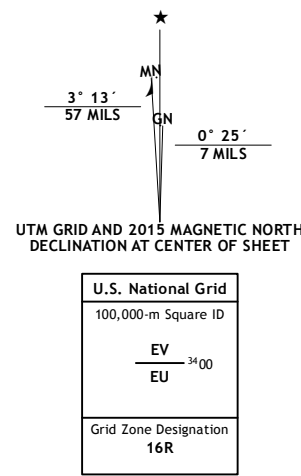 ★
MN
3° 13´
57 MILS
GN
0° 25´
7 MILS
UTM GRID AND 2015 MAGNETIC NORTH
DECLINATION AT CENTER OF SHEET
U.S. National Grid
100,000-m Square ID
EV
³⁴00
EU
Grid Zone Designation
16R